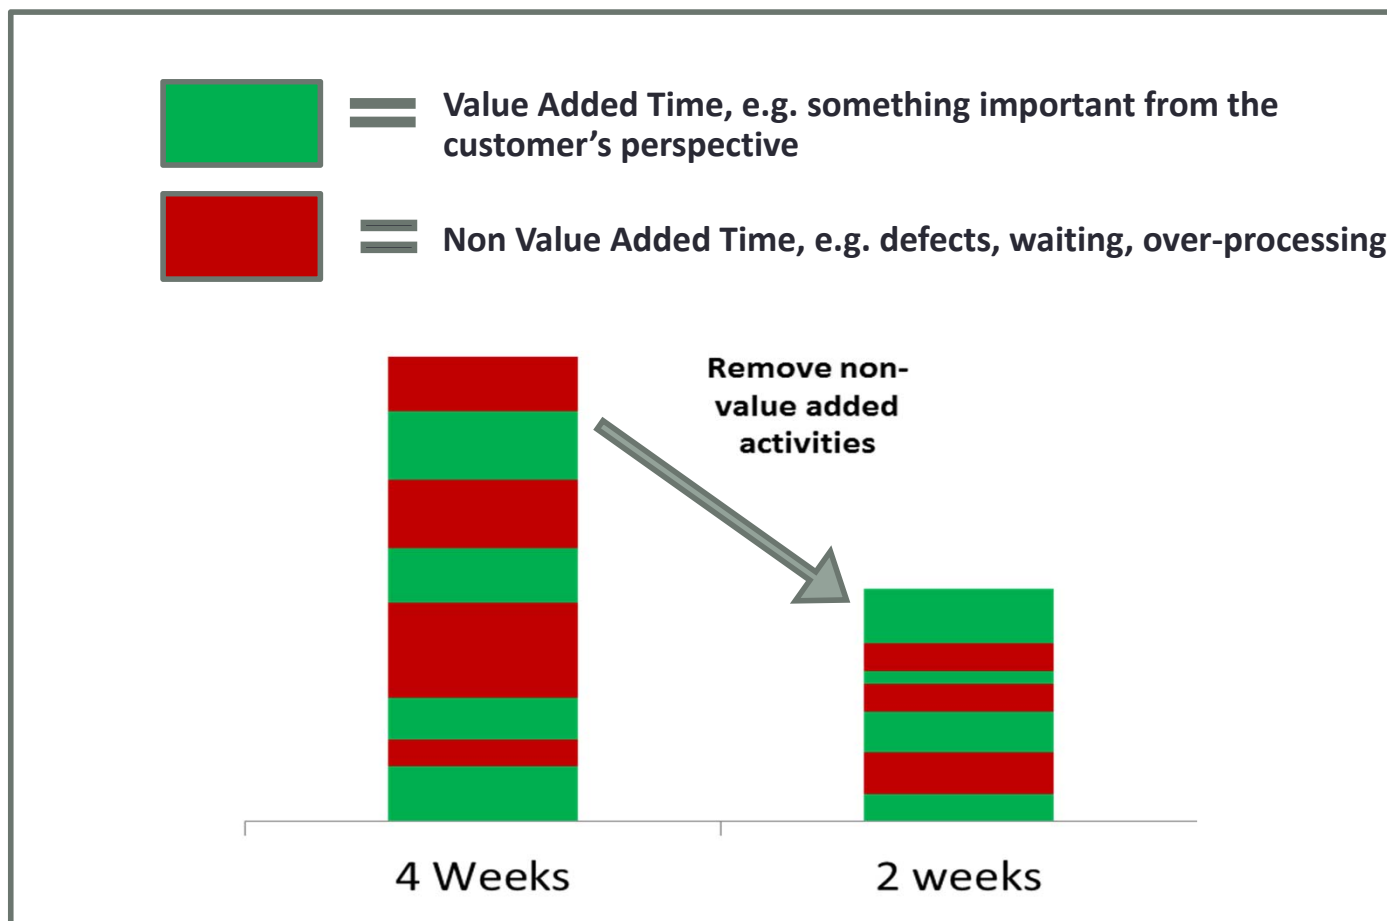 Value Added Time, e.g. something important from the
customer’s perspective
Non Value Added Time, e.g. defects, waiting, over-processing
Remove non-
value added
activities
4 Weeks
2 weeks